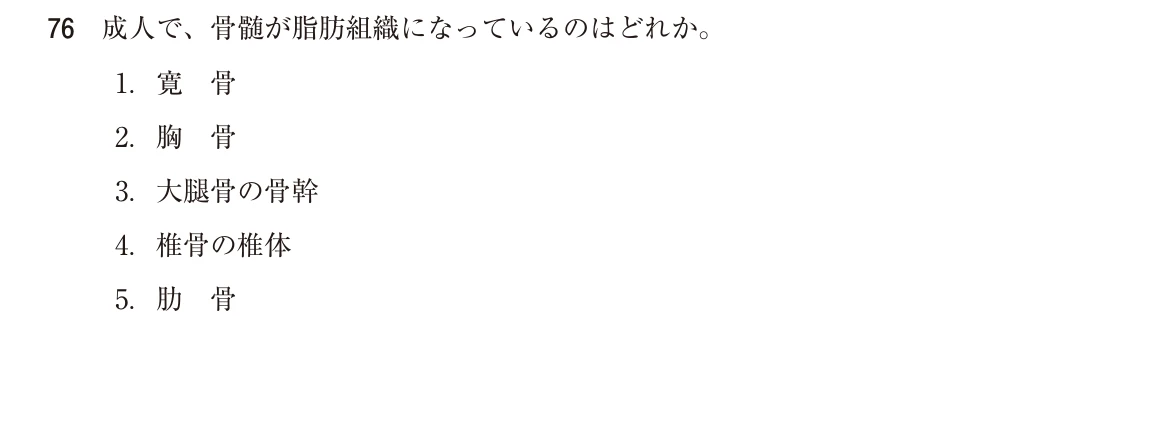 76 成人で、骨髄が脂肪組織になっているのはどれか。
1. 寛　骨
2. 胸　骨
3. 大腿骨の骨幹
4. 椎骨の椎体
5. 肋　骨